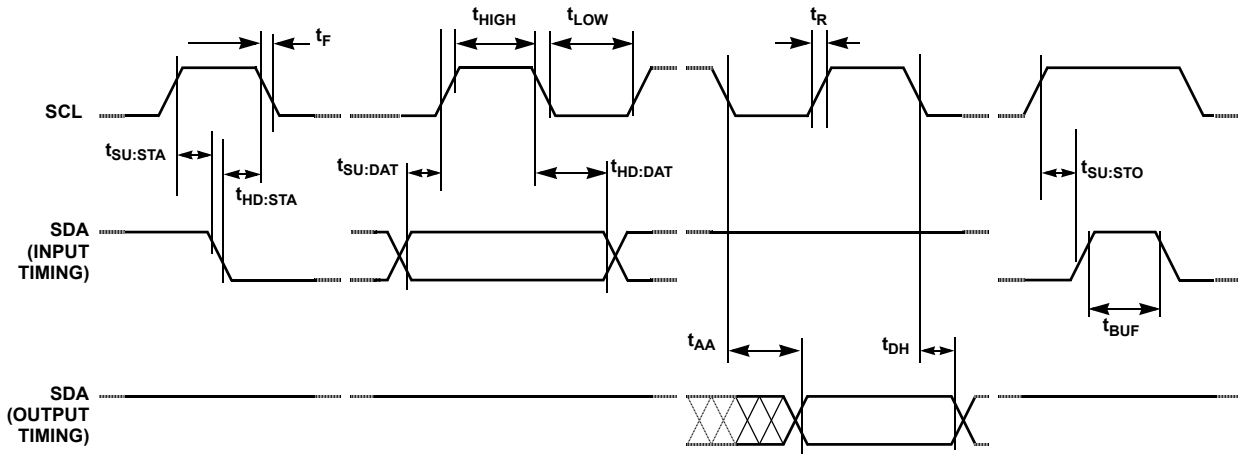 tF
tHIGH
tLOW
tR
SCL
tSU:STA
tHD:STA
tSU:DAT
tHD:DAT
tSU:STO
SDA
(INPUT
TIMING)
tBUF
tAA
tDH
SDA
(OUTPUT
TIMING)